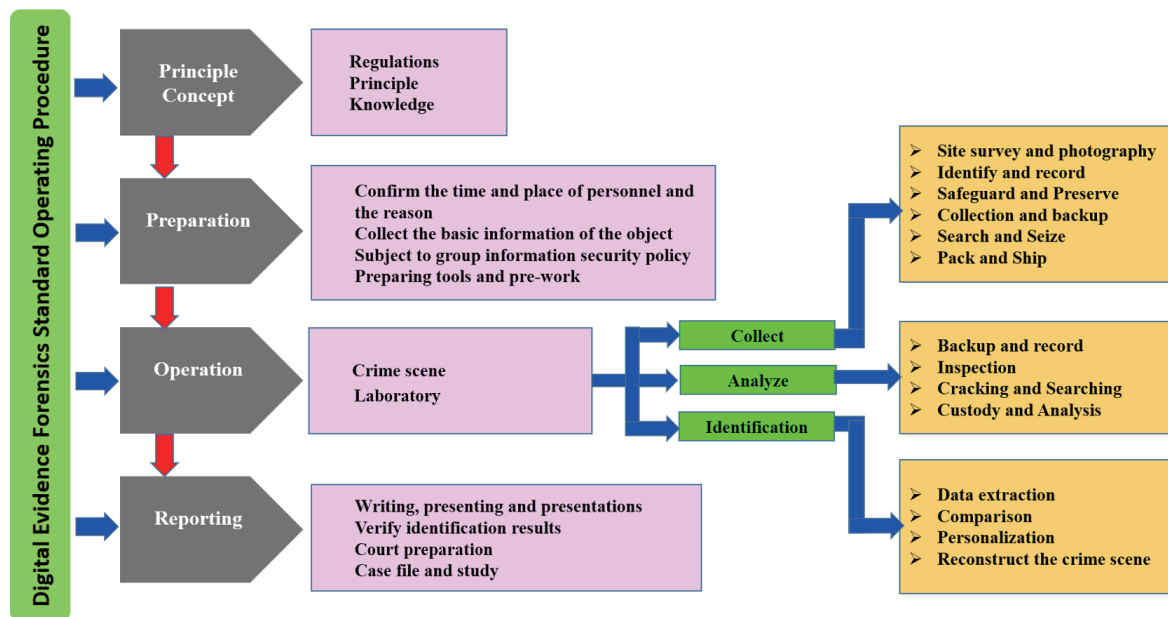 Digital Evidence Forensics Standard Operating Procedure
Principle
Concept
Regulations
Principle
Knowledge
Preparation
Confirm the time and place of personnel and
the reason
Collect the basic information of the object
Subject to group information security policy
Preparing tools and pre-work
Operation
Crime scene
Laboratory
Collect
Analyze
Identification
Site survey and photography
Identify and record
Safeguard and Preserve
Collection and backup
Search and Seize
Pack and Ship
Backup and record
Inspection
Cracking and Searching
Custody and Analysis
Data extraction
Comparison
Personalization
Reconstruct the crime scene
Reporting
Writing, presenting and presentations
Verify identification results
Court preparation
Case file and study